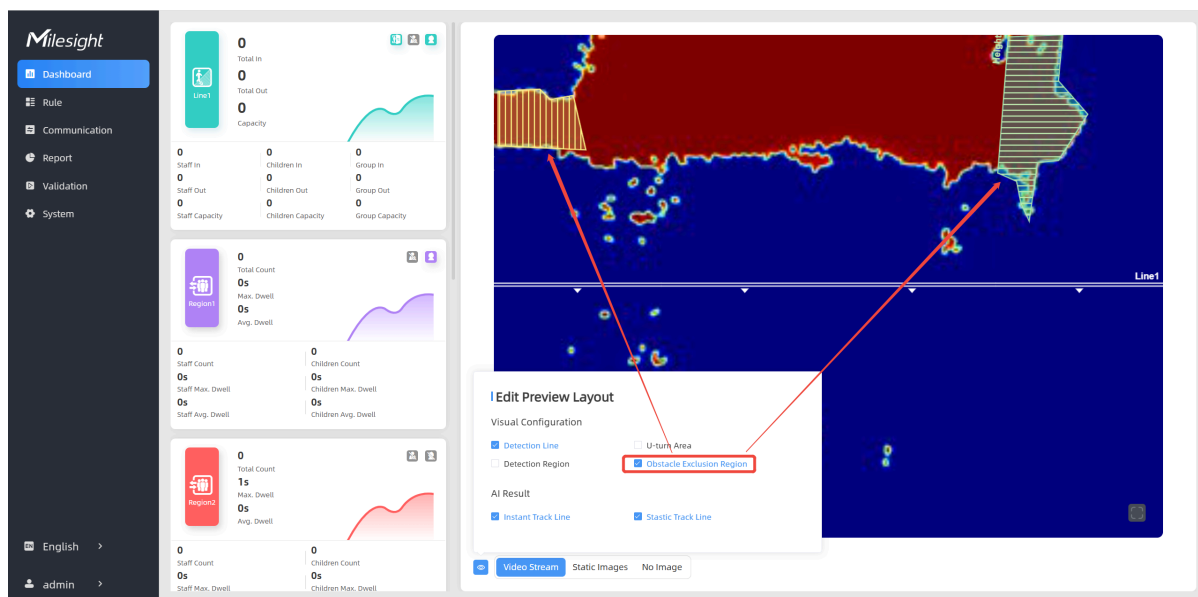 Milesight
Dashboard
Rule
Communication
Report
Validation
System
EN English >
admin >
Line1
0
Total In
0
Total Out
0
Capacity
0 0 0
Staff In Children In Group In
0 0 0
Staff Out Children Out Group Out
0 0 0
Staff Capacity Children Capacity Group Capacity
Region1
0
Total Count
0s
Max. Dwell
0s
Avg. Dwell
0 0
Staff Count Children Count
0s 0s
Staff Max. Dwell Children Max. Dwell
0s 0s
Staff Avg. Dwell Children Avg. Dwell
Region2
0
Total Count
1s
Max. Dwell
0s
Avg. Dwell
0 0
Staff Count Children Count
0s 0s
Staff Max. Dwell Children Max. Dwell
Height
Line1
Edit Preview Layout
Visual Configuration
Detection Line U-turn Area
Detection Region Obstacle Exclusion Region
AI Result
Instant Track Line Stastic Track Line
Video Stream Static Images No Image